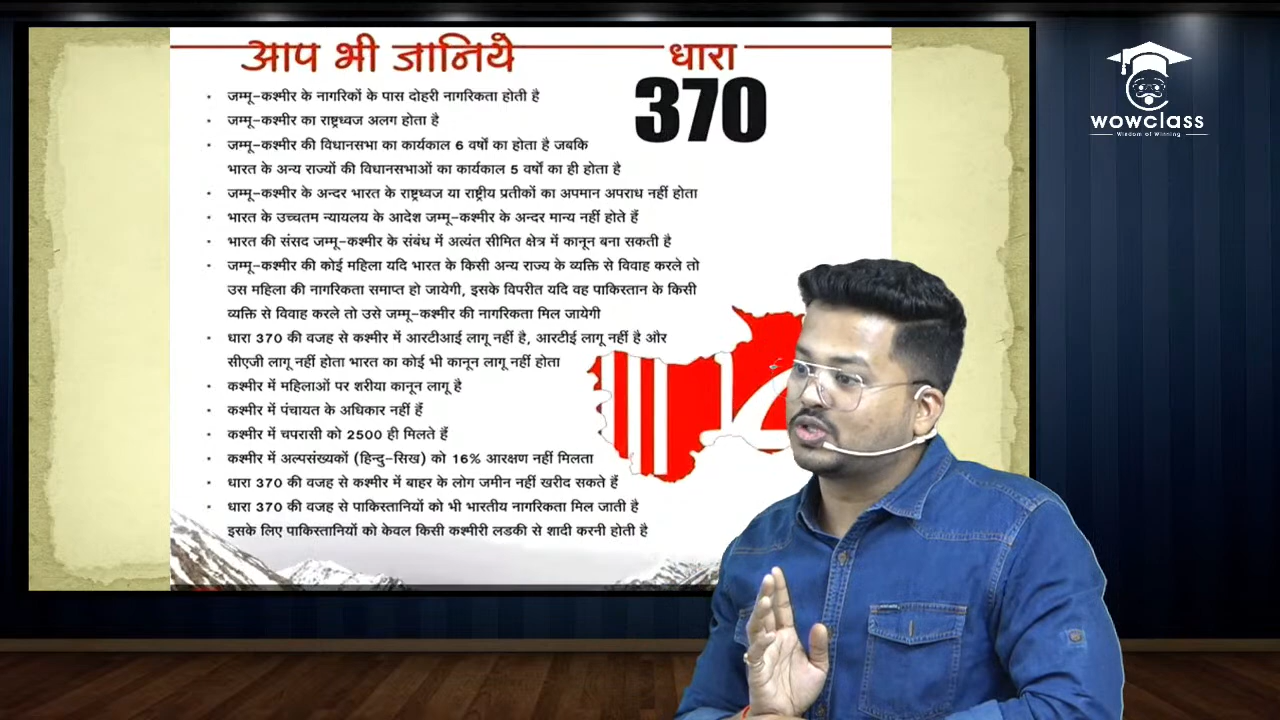 आप भी जानिये
धारा
370
• जम्मू-कश्मीर के नागरिकों के पास दोहरी नागरिकता होती है
• जम्मू-कश्मीर का राष्ट्रध्वज अलग होता है
• जम्मू-कश्मीर की विधानसभा का कार्यकाल 6 वर्षों का होता है जबकि
भारत के अन्य राज्यों की विधानसभाओं का कार्यकाल 5 वर्षों का ही होता है
• जम्मू-कश्मीर के अन्दर भारत के राष्ट्रध्वज या राष्ट्रीय प्रतीकों का अपमान अपराध नहीं होता
• भारत के उच्चतम न्यायलय के आदेश जम्मू-कश्मीर के अन्दर मान्य नहीं होते हैं
• भारत की संसद जम्मू-कश्मीर के संबंध में अत्यंत सीमित क्षेत्र में कानून बना सकती है
• जम्मू-कश्मीर की कोई महिला यदि भारत के किसी अन्य राज्य के व्यक्ति से विवाह करले तो
उस महिला की नागरिकता समाप्त हो जायेगी, इसके विपरीत यदि वह पाकिस्तान के किसी
व्यक्ति से विवाह करले तो उसे जम्मू-कश्मीर की नागरिकता मिल जायेगी
• धारा 370 की वजह से कश्मीर में आरटीआई लागू नहीं है, आरटीई लागू नहीं है और
सीएजी लागू नहीं होता भारत का कोई भी कानून लागू नहीं होता
• कश्मीर में महिलाओं पर शरीया कानून लागू है
• कश्मीर में पंचायत के अधिकार नहीं हैं
• कश्मीर में चपरासी को 2500 ही मिलते हैं
• कश्मीर में अल्पसंख्यकों (हिन्दु-सिख) को 16% आरक्षण नहीं मिलता
• धारा 370 की वजह से कश्मीर में बाहर के लोग जमीन नहीं खरीद सकते हैं
• धारा 370 की वजह से पाकिस्तानियों को भी भारतीय नागरिकता मिल जाती है
इसके लिए पाकिस्तानियों को केवल किसी कश्मीरी लडकी से शादी करनी होती है
wowclass
Wisdom of Winning